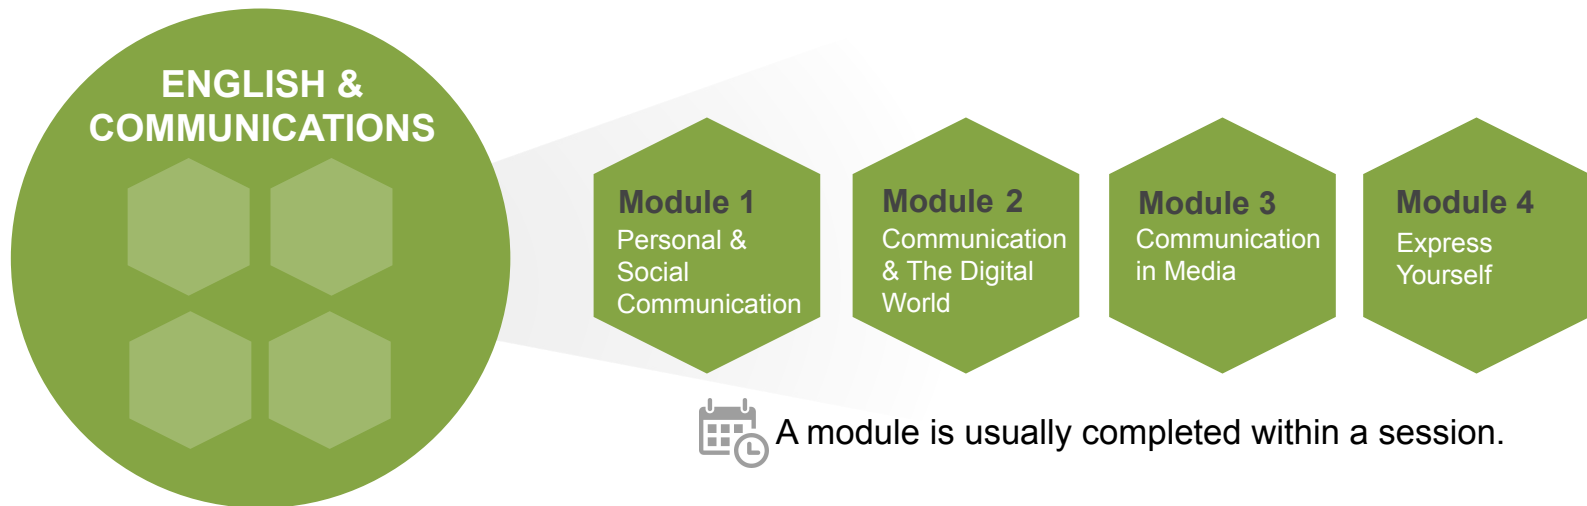 ENGLISH &
COMMUNICATIONS
Module 1
Personal &
Social
Communication
Module 2
Communication
& The Digital
World
Module 3
Communication
in Media
Module 4
Express
Yourself
A module is usually completed within a session.